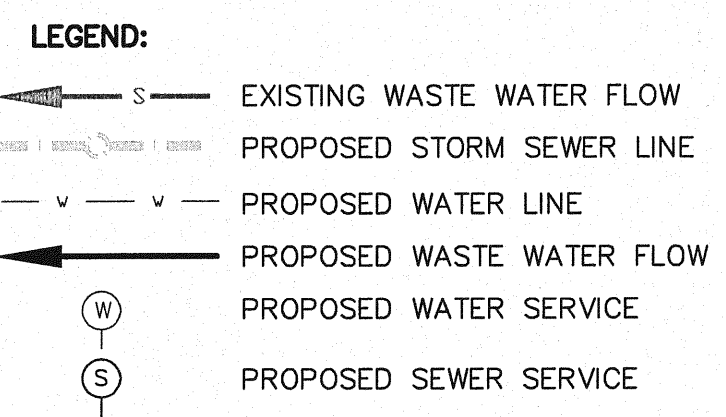 LEGEND:
S EXISTING WASTE WATER FLOW
PROPOSED STORM SEWER LINE
w w PROPOSED WATER LINE
PROPOSED WASTE WATER FLOW
W PROPOSED WATER SERVICE
S PROPOSED SEWER SERVICE